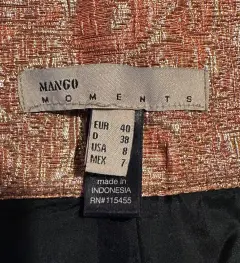 MANGO
MOMENTS
EUR 40
D 38
USA 8
MEX 7
made in
INDONESIA
RN#115455